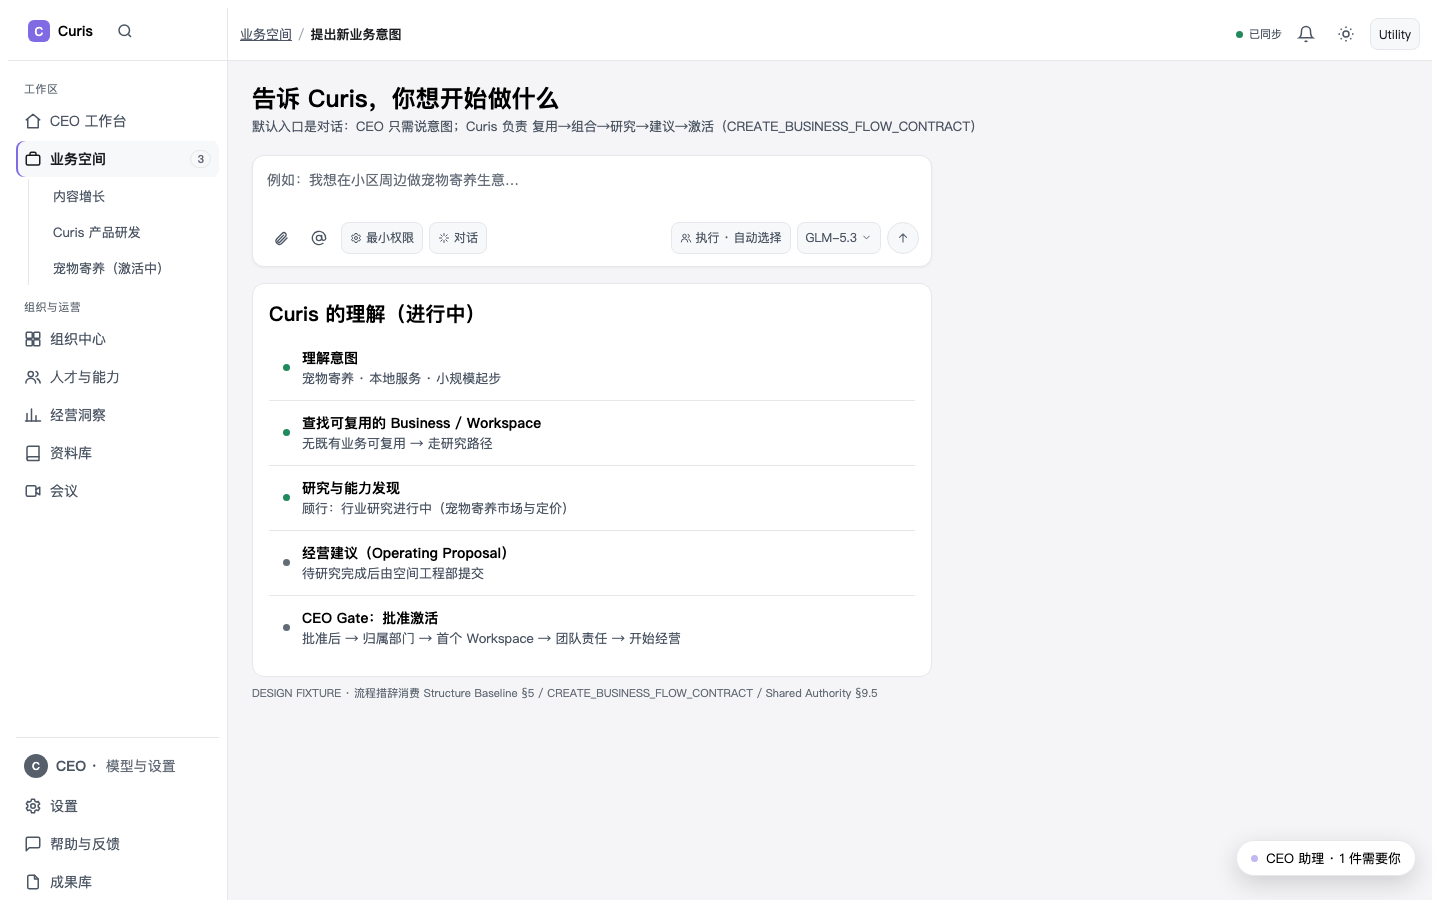 C Curis
业务空间 / 提出新业务意图
已同步
Utility
工作区
CEO 工作台
业务空间 3
内容增长
Curis 产品研发
宠物寄养（激活中）
组织与运营
组织中心
人才与能力
经营洞察
资料库
会议
C CEO · 模型与设置
设置
帮助与反馈
成果库
告诉 Curis，你想开始做什么
默认入口是对话：CEO 只需说意图；Curis 负责 复用→组合→研究→建议→激活（CREATE_BUSINESS_FLOW_CONTRACT）
例如：我想在小区周边做宠物寄养生意...
最小权限 对话 执行 · 自动选择 GLM-5.3
Curis 的理解（进行中）
理解意图
宠物寄养 · 本地服务 · 小规模起步
查找可复用的 Business / Workspace
无既有业务可复用 → 走研究路径
研究与能力发现
顾行：行业研究进行中（宠物寄养市场与定价）
经营建议（Operating Proposal）
待研究完成后由空间工程部提交
CEO Gate：批准激活
批准后 → 归属部门 → 首个 Workspace → 团队责任 → 开始经营
DESIGN FIXTURE · 流程措辞消费 Structure Baseline §5 / CREATE_BUSINESS_FLOW_CONTRACT / Shared Authority §9.5
CEO 助理 · 1 件需要你